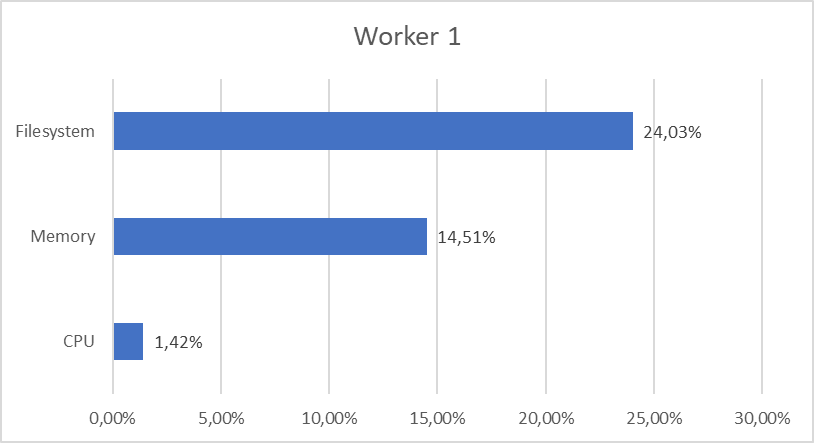 Worker 1
Filesystem
24,03%
Memory
14,51%
CPU
1,42%
0,00%
5,00%
10,00%
15,00%
20,00%
25,00%
30,00%